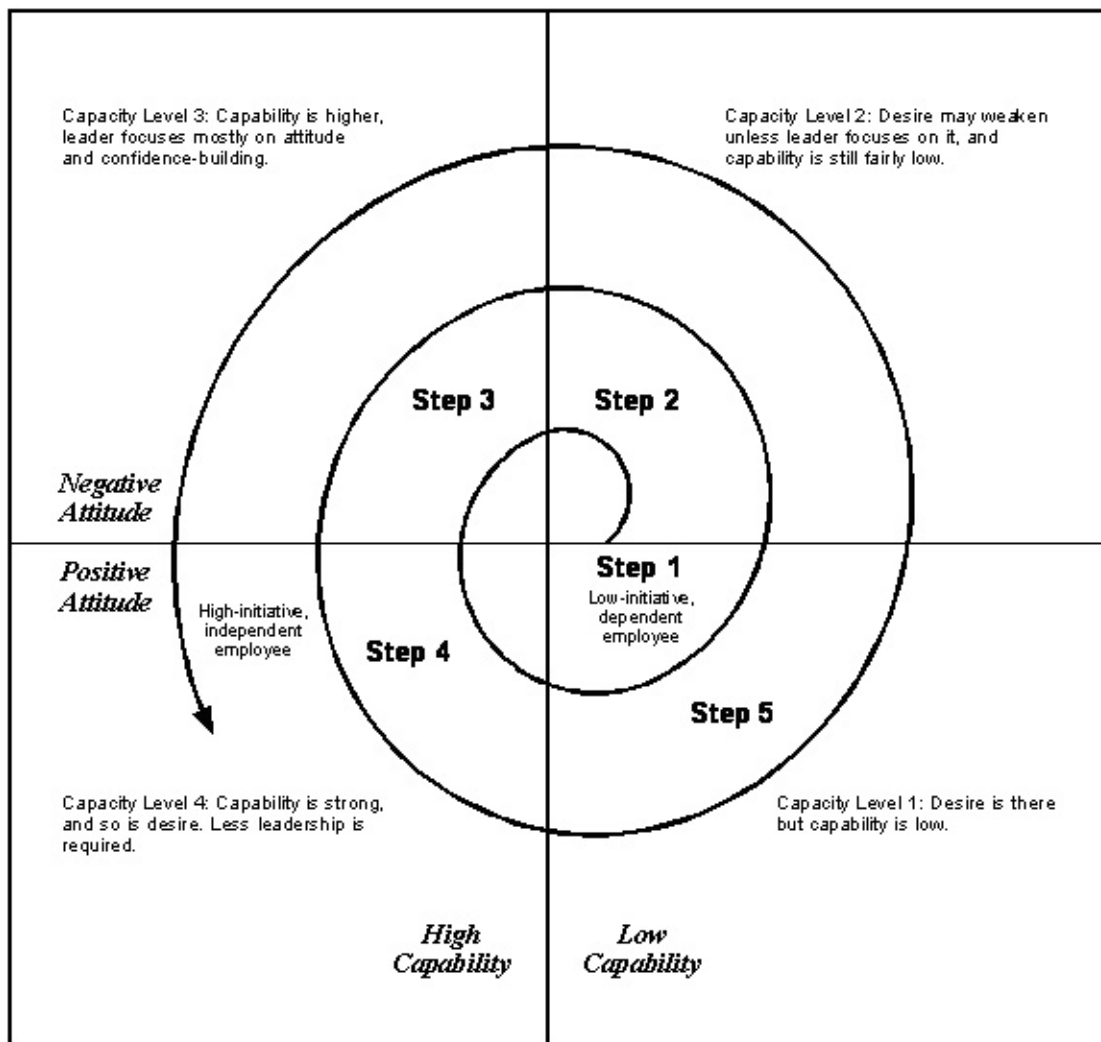 Capacity Level 3: Capability is higher,
leader focuses mostly on attitude
and confidence-building.
Capacity Level 2: Desire may weaken
unless leader focuses on it, and
capability is still fairly low.
Step 3
Step 2
Negative
Attitude
Positive
Attitude
Step 1
Low-initiative,
dependent
employee
High-initiative,
independent
employee
Step 4
Step 5
Capacity Level 4: Capability is strong,
and so is desire. Less leadership is
required.
Capacity Level 1: Desire is there
but capability is low.
High
Capability
Low
Capability